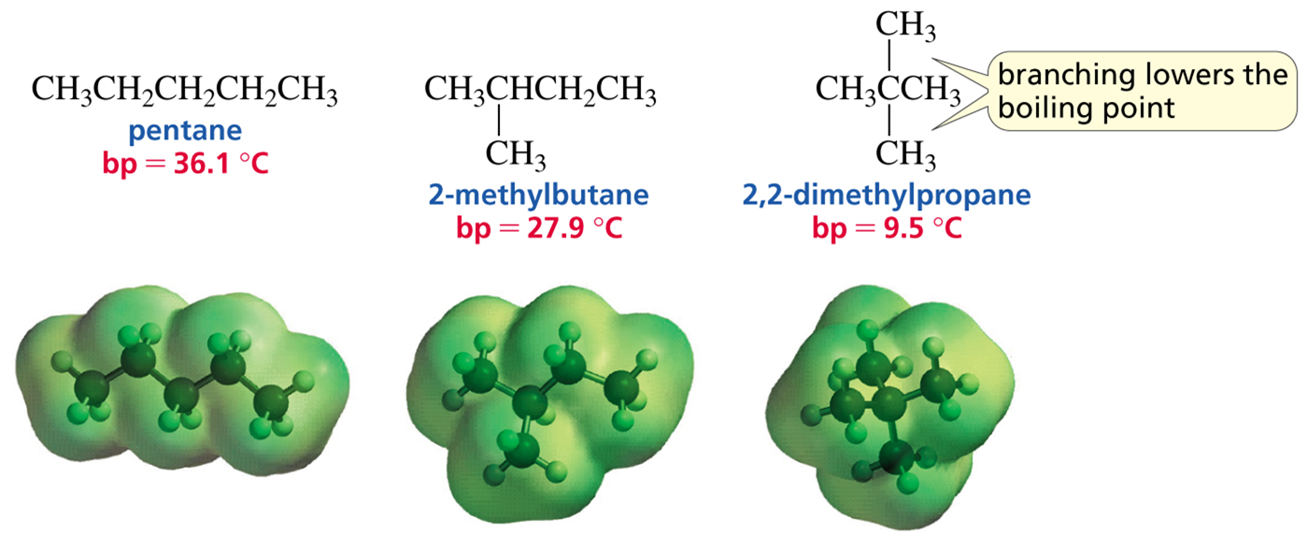 CH₃CH₂CH₂CH₂CH₃
pentane
bp = 36.1 °C
CH₃CHCH₂CH₃
CH₃
2-methylbutane
bp = 27.9 °C
CH₃
CH₃CCH₃
CH₃
2,2-dimethylpropane
bp = 9.5 °C
branching lowers the
boiling point